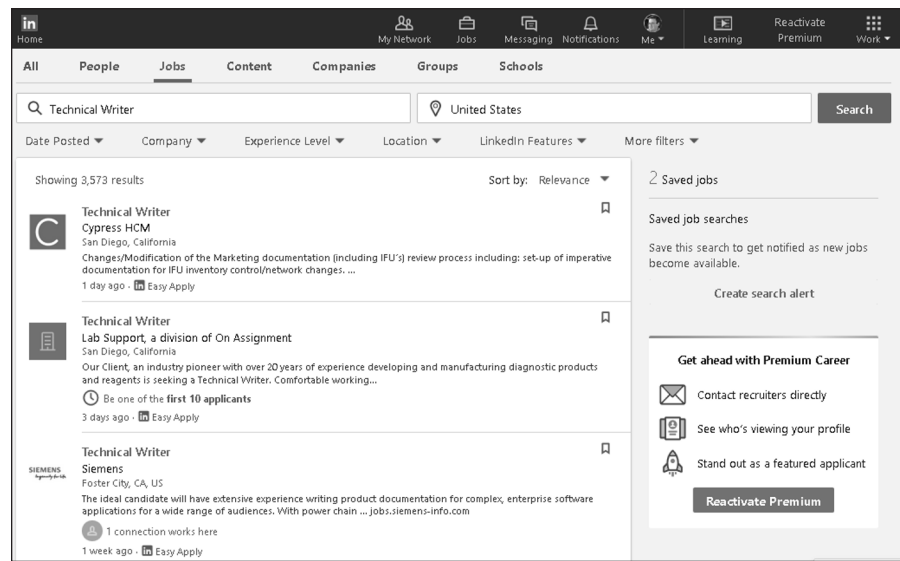 in
Home
My Network
Jobs
Messaging
Notifications
Me
Learning
Reactivate
Premium
Work
All People Jobs Content Companies Groups Schools
Technical Writer
United States
Search
Date Posted Company Experience Level Location LinkedIn Features More filters
Showing 3,573 results
Sort by: Relevance
C
Technical Writer
Cypress HCM
San Diego, California
Changes/Modification of the Marketing documentation (including IFU's) review process including: set-up of imperative
documentation for IFU inventory control/network changes. ...
1 day ago · in Easy Apply
Technical Writer
Lab Support, a division of On Assignment
San Diego, California
Our Client, an industry pioneer with over 20 years of experience developing and manufacturing diagnostic products
and reagents is seeking a Technical Writer. Comfortable working...
Be one of the first 10 applicants
3 days ago · in Easy Apply
SIEMENS
Technical Writer
Siemens
Foster City, CA, US
The ideal candidate will have extensive experience writing product documentation for complex, enterprise software
applications for a wide range of audiences. With power chain ... jobs.siemens-info.com
1 connection works here
1 week ago · in Easy Apply
2 Saved jobs
Saved job searches
Save this search to get notified as new jobs
become available.
Create search alert
Get ahead with Premium Career
Contact recruiters directly
See who's viewing your profile
Stand out as a featured applicant
Reactivate Premium